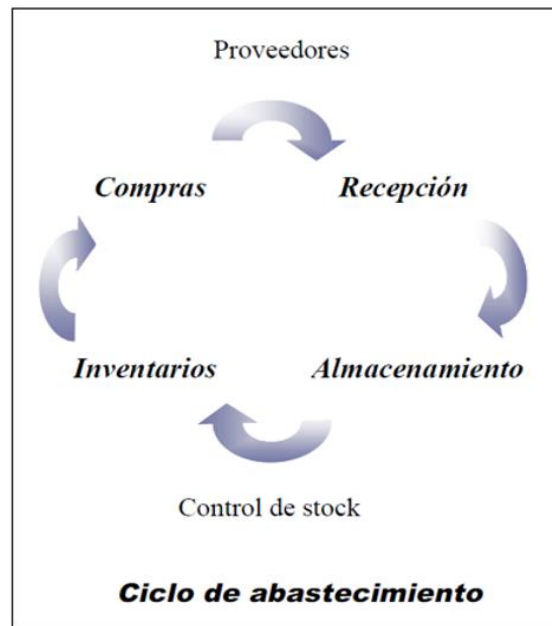 Proveedores
Compras
Recepción
Inventarios
Almacenamiento
Control de stock
Ciclo de abastecimiento